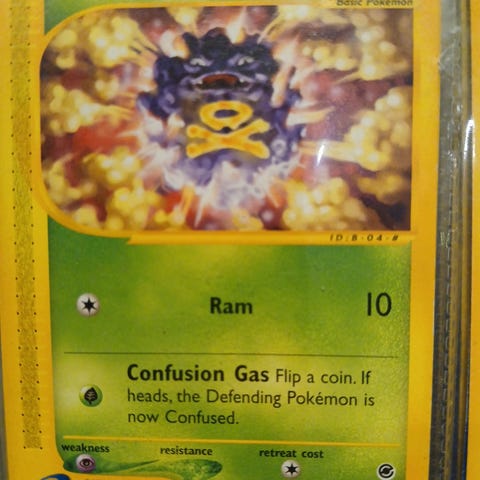 Basic Pokémon
ID:B-04-#
Ram 10
Confusion Gas Flip a coin. If
heads, the Defending Pokémon is
now Confused.
weakness resistance retreat cost